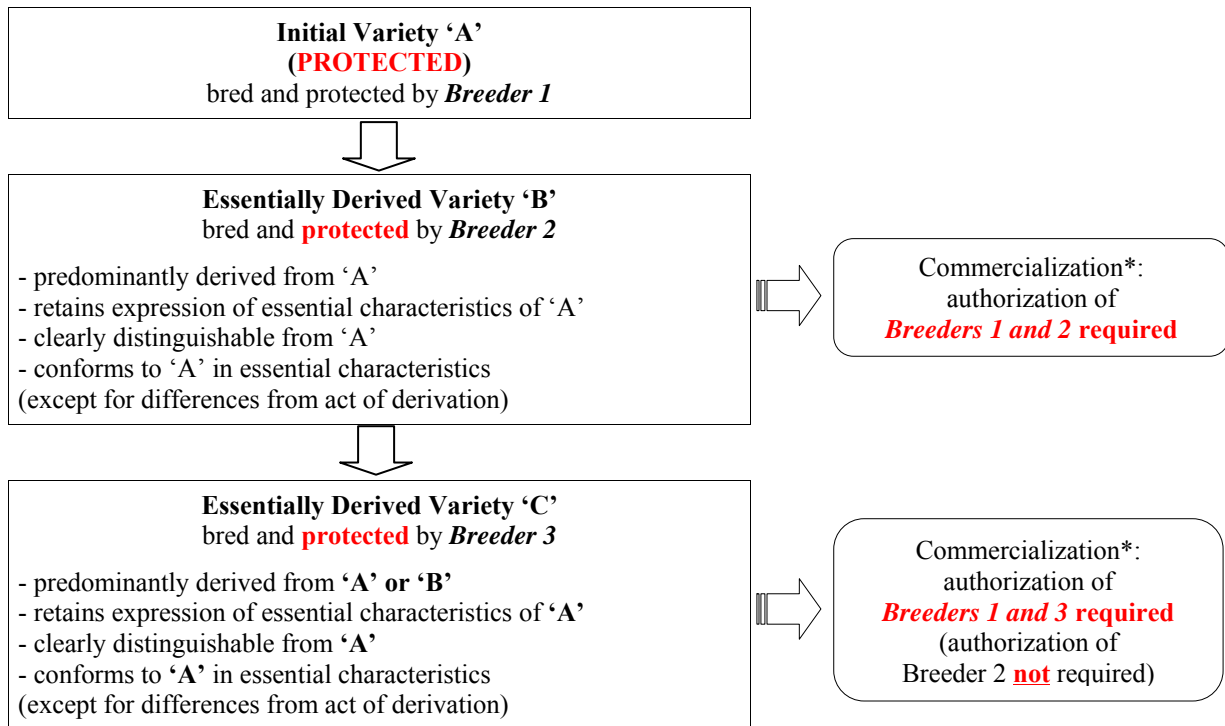 Initial Variety ‘A’
(PROTECTED)
bred and protected by Breeder 1
Essentially Derived Variety ‘B’
bred and protected by Breeder 2
- predominantly derived from ‘A’
- retains expression of essential characteristics of ‘A’
- clearly distinguishable from ‘A’
- conforms to ‘A’ in essential characteristics
(except for differences from act of derivation)
Commercialization*:
authorization of
Breeders 1 and 2 required
Essentially Derived Variety ‘C’
bred and protected by Breeder 3
- predominantly derived from ‘A’ or ‘B’
- retains expression of essential characteristics of ‘A’
- clearly distinguishable from ‘A’
- conforms to ‘A’ in essential characteristics
(except for differences from act of derivation)
Commercialization*:
authorization of
Breeders 1 and 3 required
(authorization of
Breeder 2 not required)